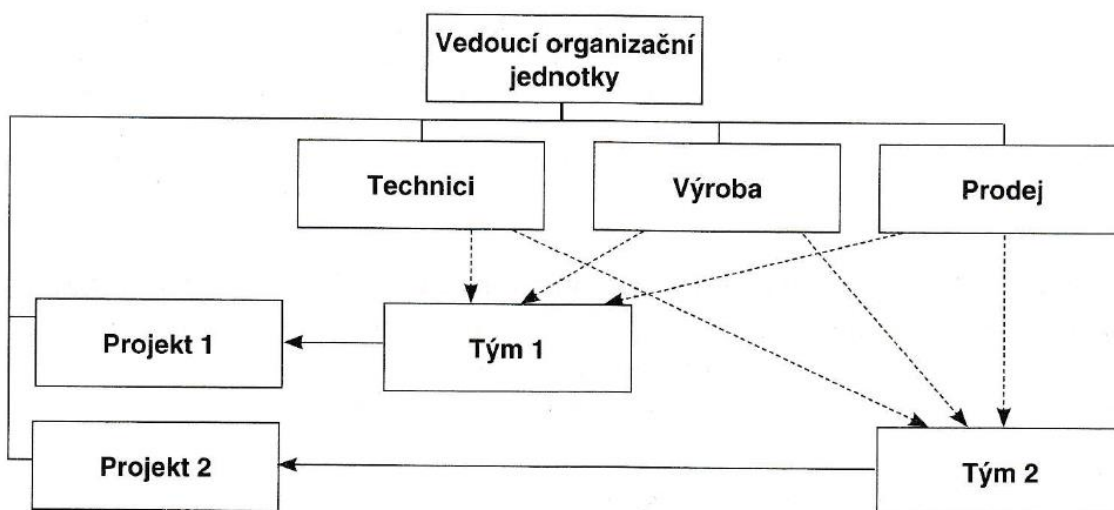 Vedoucí organizační
jednotky
Technici
Výroba
Prodej
Projekt 1
Tým 1
Projekt 2
Tým 2